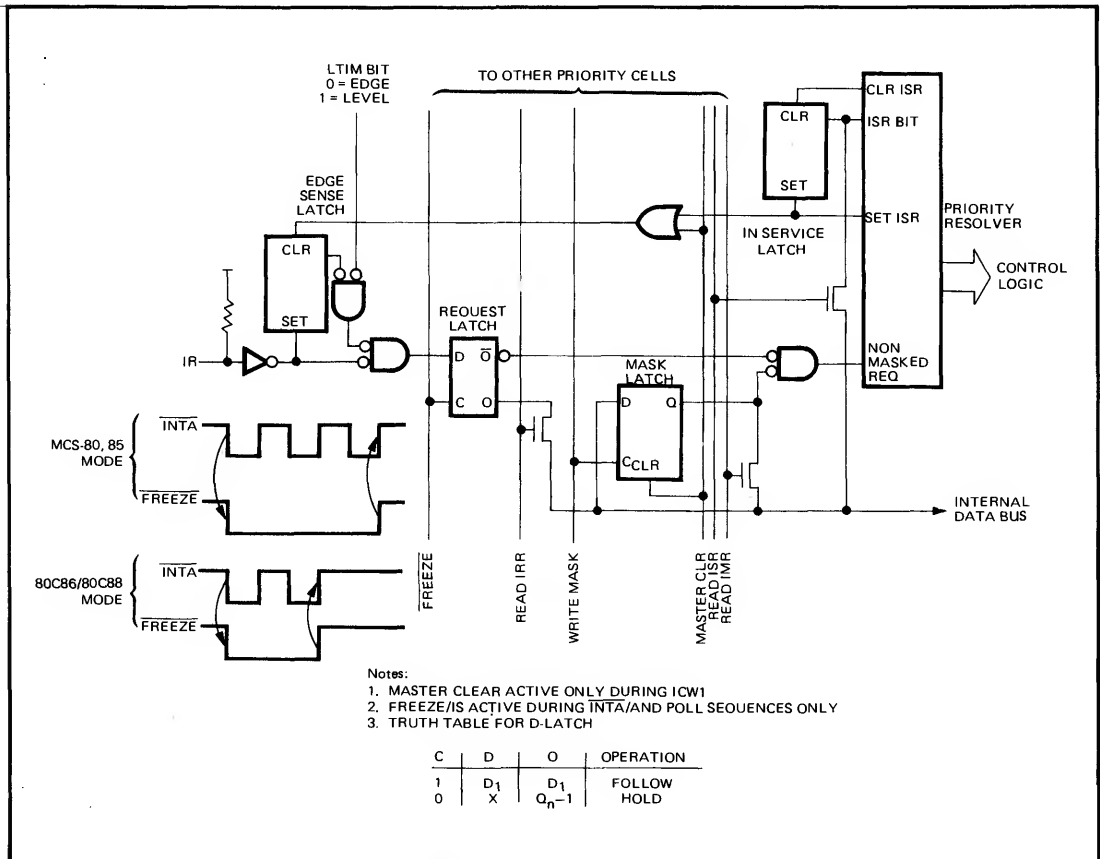 LTIM BIT
0 = EDGE
1 = LEVEL
TO OTHER PRIORITY CELLS
CLR ISR
CLR
ISR BIT
SET
EDGE
SENSE
LATCH
PRIORITY
RESOLVER
SET ISR
IN SERVICE
LATCH
CLR
CONTROL
LOGIC
SET
REQUEST
LATCH
IR
D
O
C
O
MASK
LATCH
D
Q
C
CLR
NON
MASKED
REQ
INTA
MCS-80, 85
MODE
FREEZE
INTERNAL
DATA BUS
INTA
80C86/80C88
MODE
FREEZE
FREEZE
READ IRR
WRITE MASK
MASTER CLR
READ ISR
READ IMR
Notes:
1. MASTER CLEAR ACTIVE ONLY DURING ICW1
2. FREEZE/IS ACTIVE DURING INTA/AND POLL SEQUENCES ONLY
3. TRUTH TABLE FOR D-LATCH
C D O OPERATION
1 D1 D1 FOLLOW
0 X Qn-1 HOLD